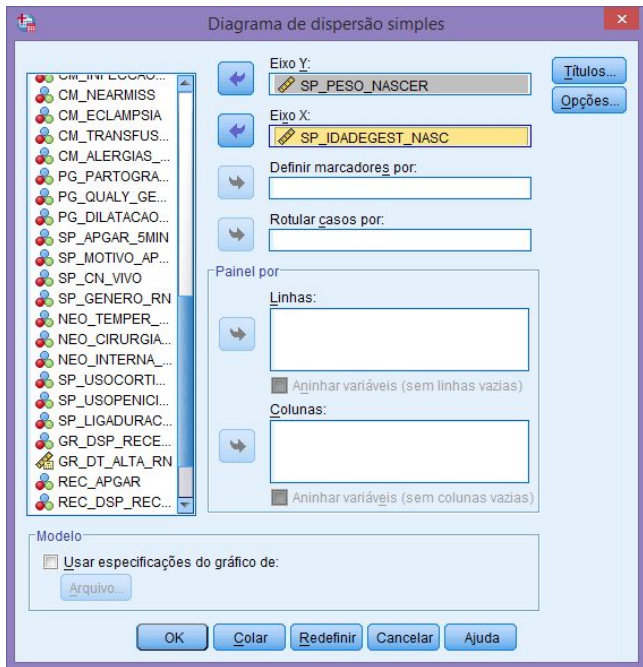 Diagrama de dispersão simples
CM_NEARMISS
CM_ECLAMPSIA
CM_TRANSFUS...
CM_ALERGIAS_...
PG_PARTOGRA...
PG_QUALY_GE...
PG_DILATACAO...
SP_APGAR_5MIN
SP_MOTIVO_AP...
SP_CN_VIVO
SP_GENERO_RN
NEO_TEMPER_...
NEO_CIRURGIA...
NEO_INTERNA_...
SP_USOCORTI...
SP_USOPENICI...
SP_LIGADURAC...
GR_DSP_RECE...
GR_DT_ALTA_RN
REC_APGAR
REC_DSP_REC...
Eixo Y:
SP_PESO_NASCER
Eixo X:
SP_IDADEGEST_NASC
Definir marcadores por:
Rotular casos por:
Painel por
Linhas:
Aninhar variáveis (sem linhas vazias)
Colunas:
Aninhar variáveis (sem colunas vazias)
Títulos...
Opções...
Modelo
Usar especificações do gráfico de:
Arquivo...
OK Colar Redefinir Cancelar Ajuda